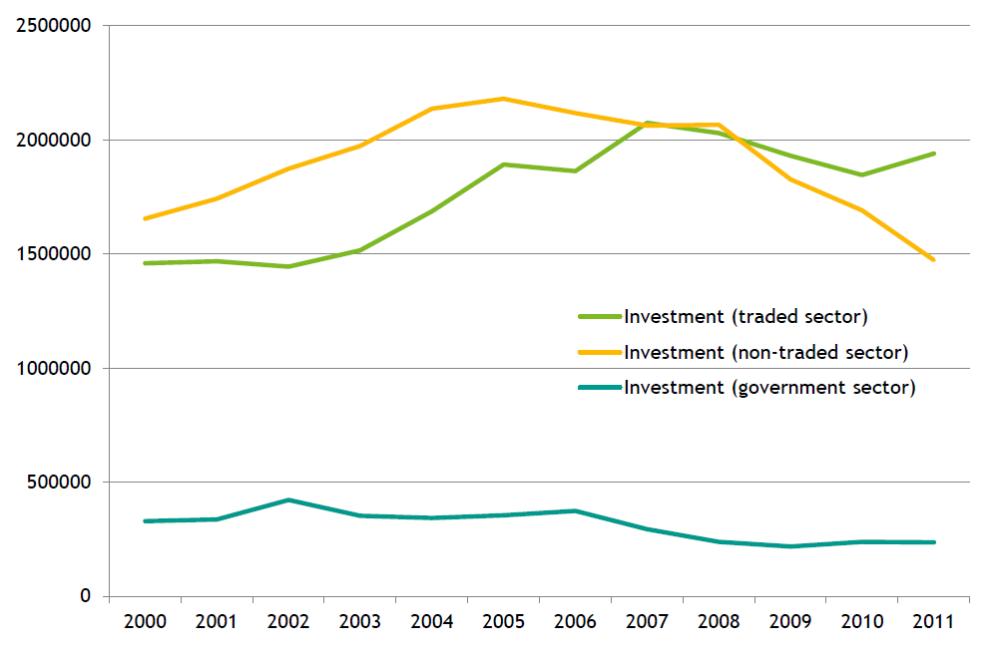 2500000
2000000
1500000
Investment (traded sector)
Investment (non-traded sector)
1000000
Investment (government sector)
500000
0
2000 2001 2002 2003 2004 2005 2006 2007 2008 2009 2010 2011